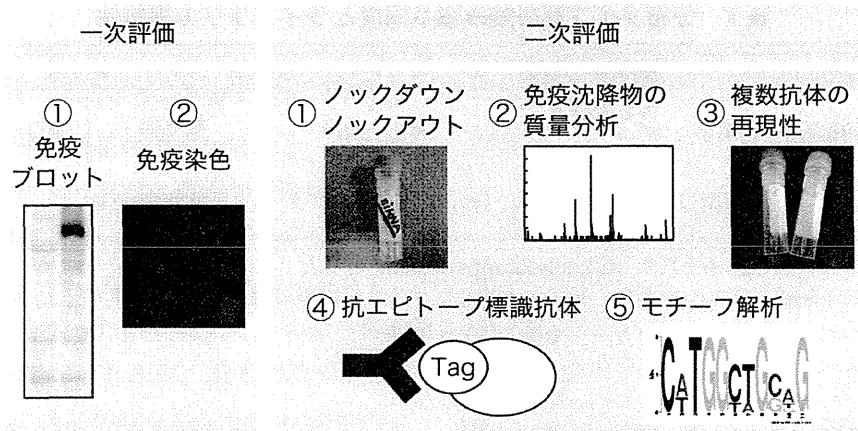 一次評価
二次評価
①
免疫
ブロット
②
免疫染色
① ノックダウン
ノックアウト
② 免疫沈降物の
質量分析
③ 複数抗体の
再現性
siRNA
④ 抗エピトープ標識抗体
Tag
⑤ モチーフ解析